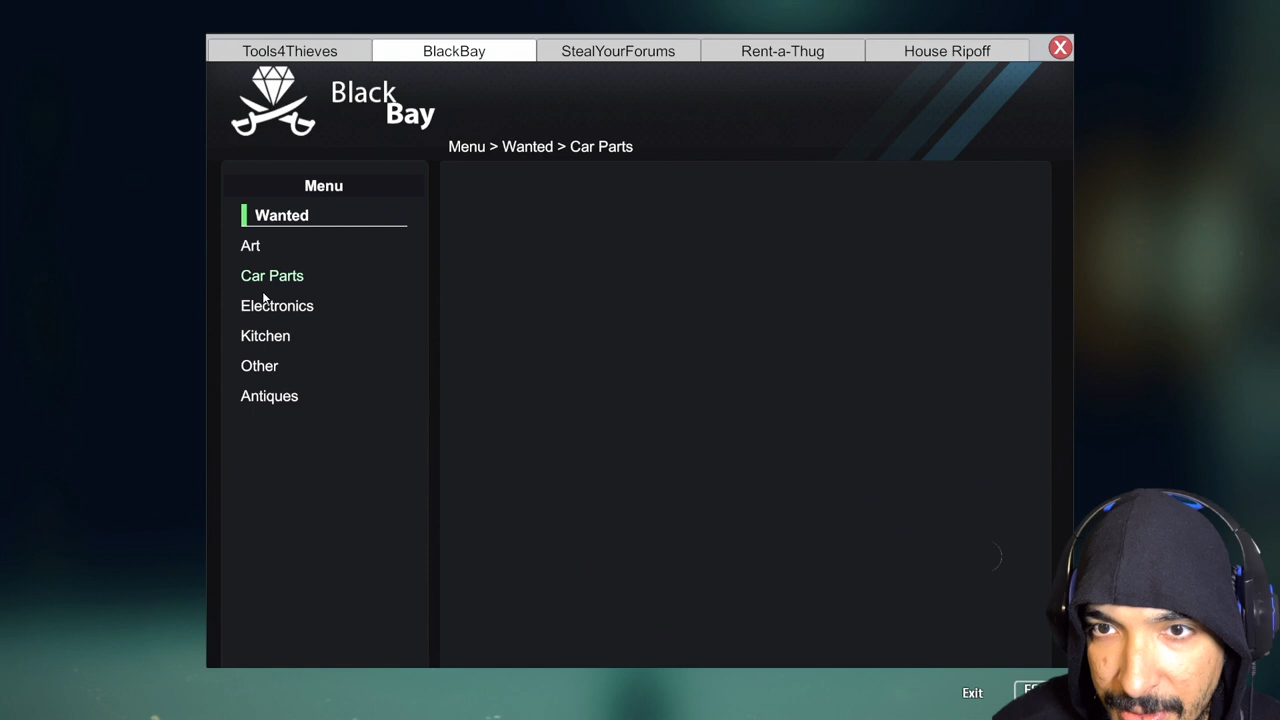 Tools4Thieves
BlackBay
StealYourForums
Rent-a-Thug
House Ripoff
X
Black
Bay
Menu > Wanted > Car Parts
Menu
Wanted
Art
Car Parts
Electronics
Kitchen
Other
Antiques
Exit